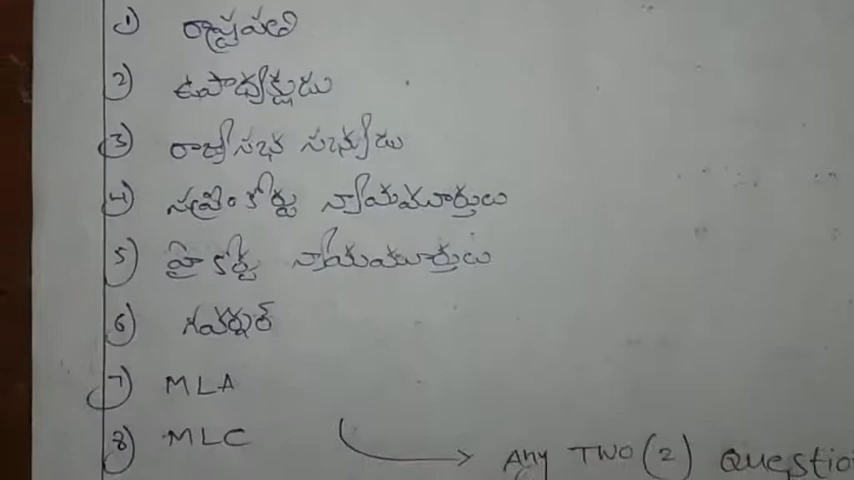 1) రాష్ట్రపతి
2) ఉపాధ్యక్షుడు
3) రాజ్యసభ సభ్యుడు
4) సుప్రీం కోర్టు న్యాయమూర్తులు
5) హై కోర్టు న్యాయమూర్తులు
6) గవర్నర్
7) MLA
8) MLC
Any TWO (2) Questio